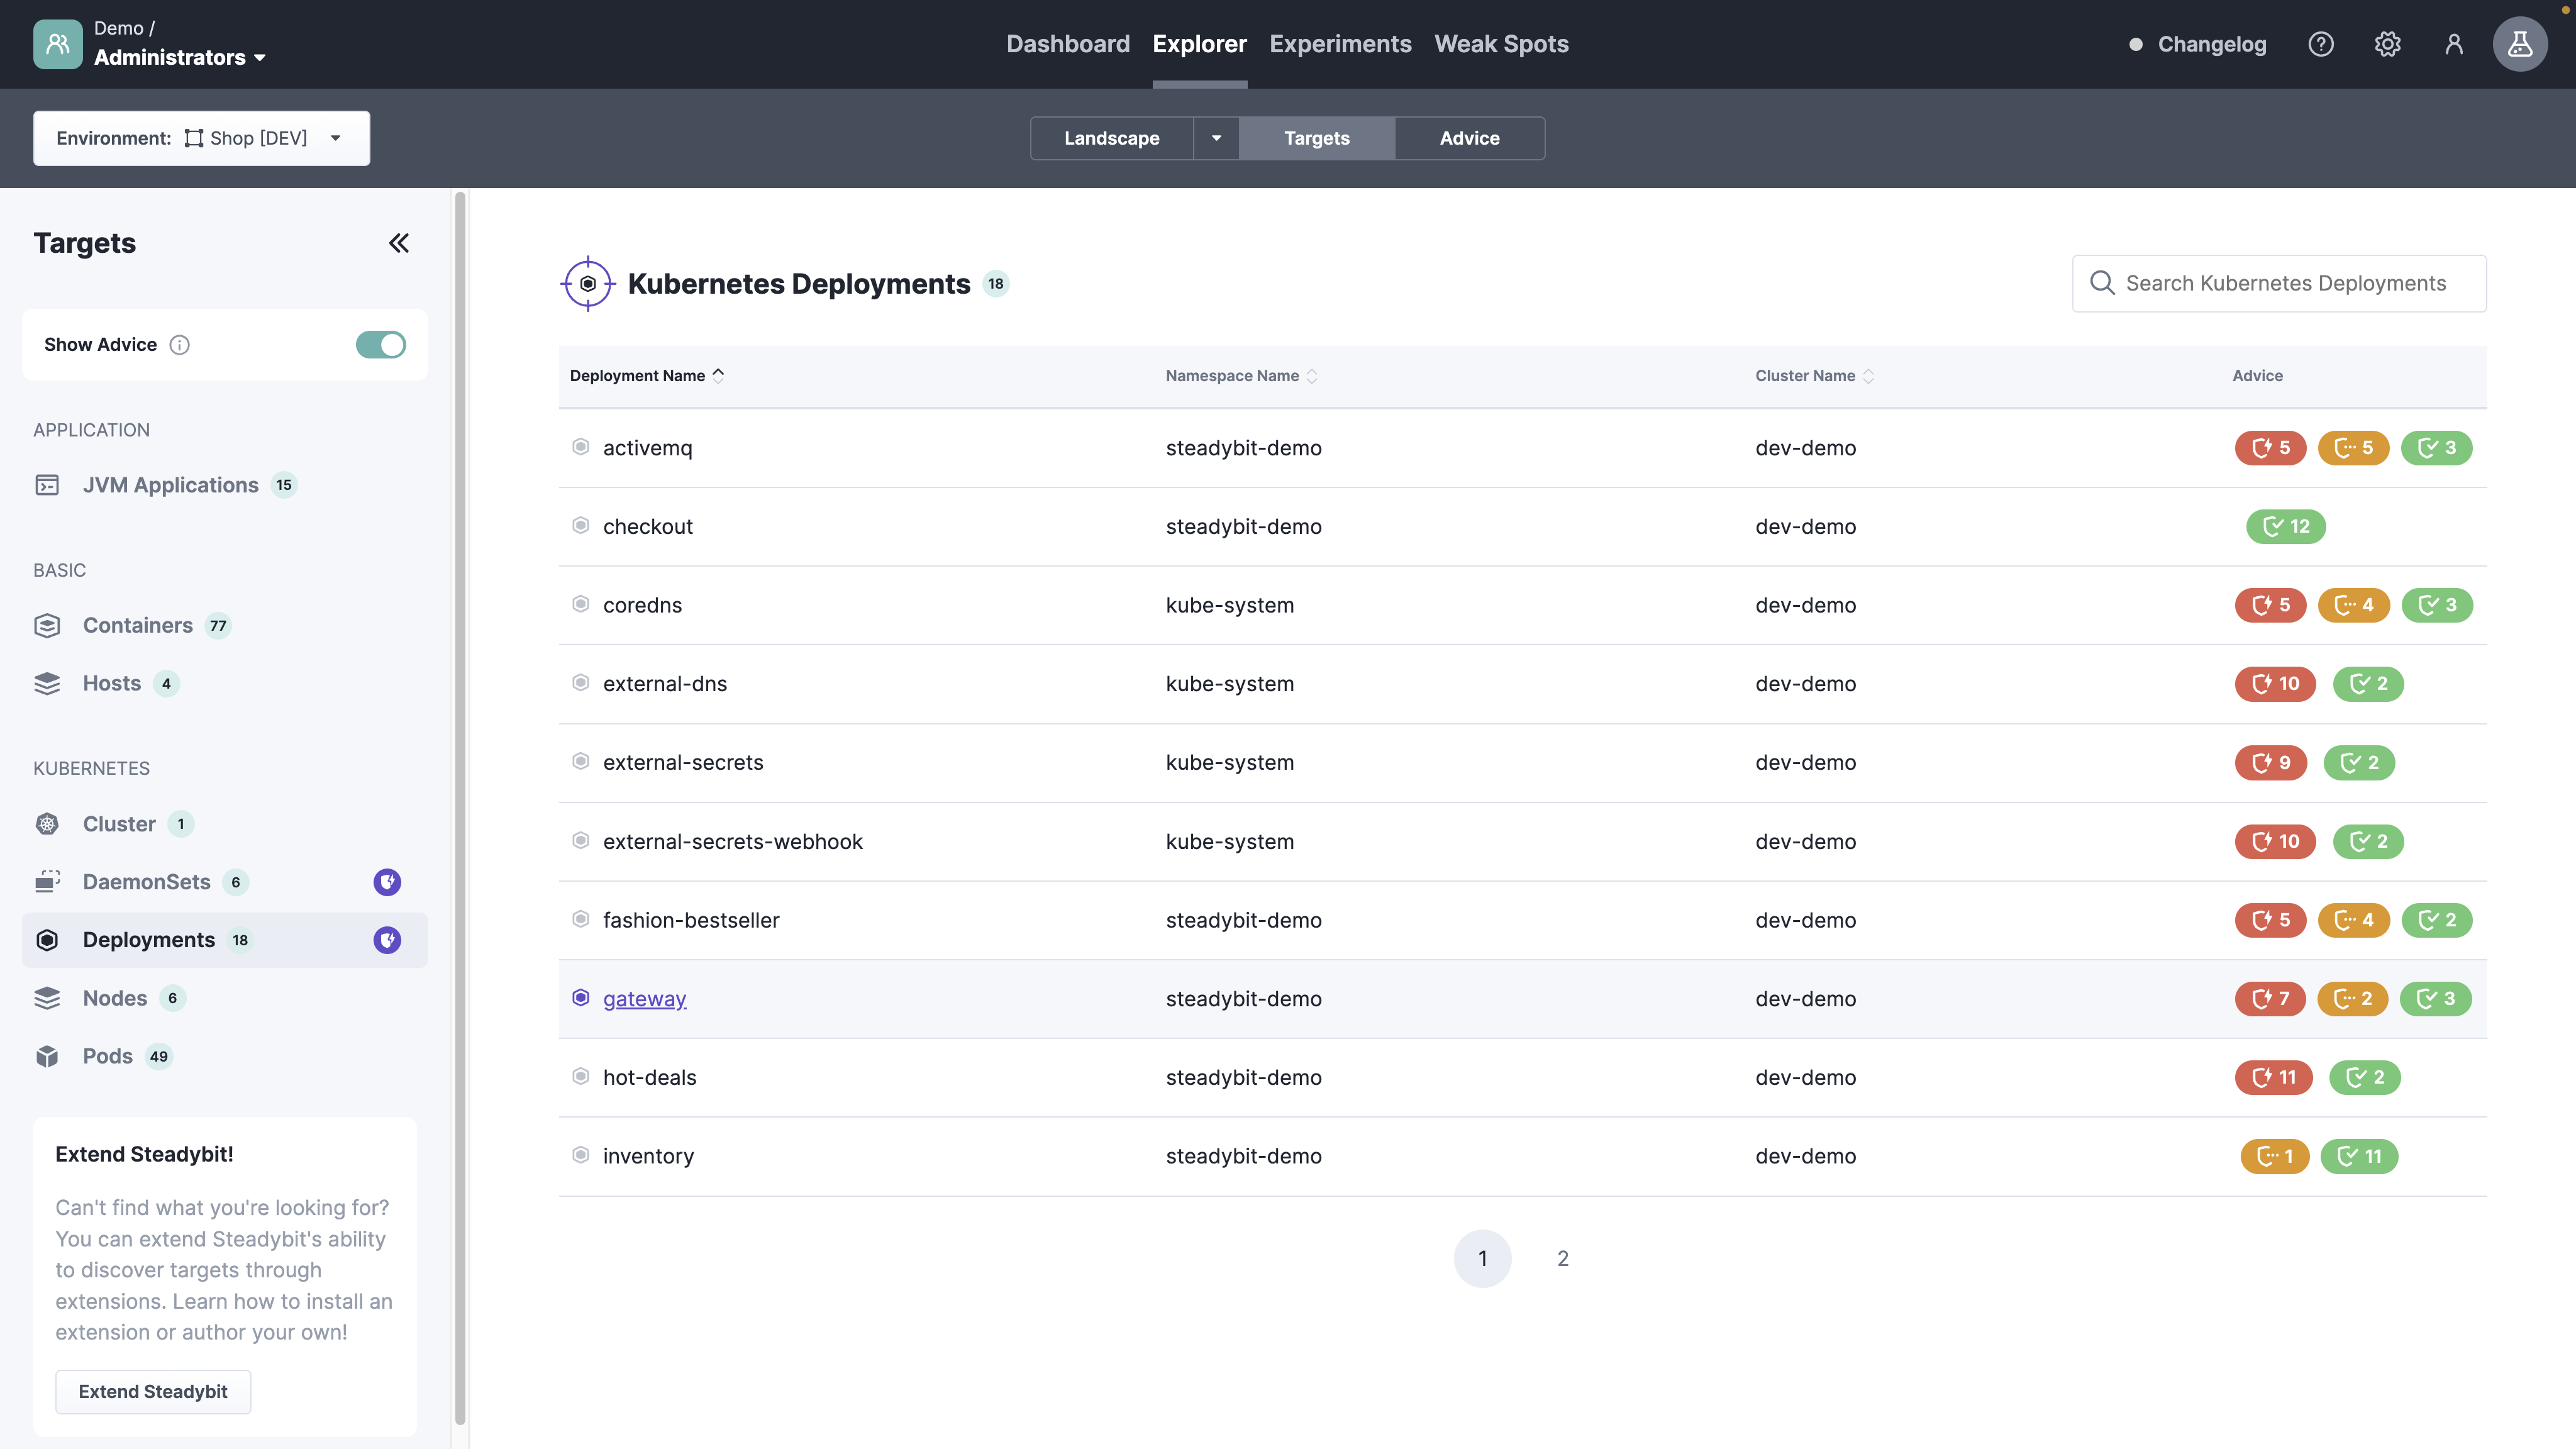 Demo /
Administrators
Dashboard Explorer Experiments Weak Spots
Changelog
Environment: Shop [DEV]
Landscape Targets Advice
Targets
Show Advice
APPLICATION
JVM Applications 15
BASIC
Containers 77
Hosts 4
KUBERNETES
Cluster 1
DaemonSets 6
Deployments 18
Nodes 6
Pods 49
Extend Steadybit!
Can't find what you're looking for?
You can extend Steadybit's ability
to discover targets through
extensions. Learn how to install an
extension or author your own!
Extend Steadybit
Kubernetes Deployments 18
Search Kubernetes Deployments
Deployment Name Namespace Name Cluster Name Advice
activemq steadybit-demo dev-demo 5 5 3
checkout steadybit-demo dev-demo 12
coredns kube-system dev-demo 5 4 3
external-dns kube-system dev-demo 10 2
external-secrets kube-system dev-demo 9 2
external-secrets-webhook kube-system dev-demo 10 2
fashion-bestseller steadybit-demo dev-demo 5 4 2
gateway steadybit-demo dev-demo 7 2 3
hot-deals steadybit-demo dev-demo 11 2
inventory steadybit-demo dev-demo 1 11
1 2